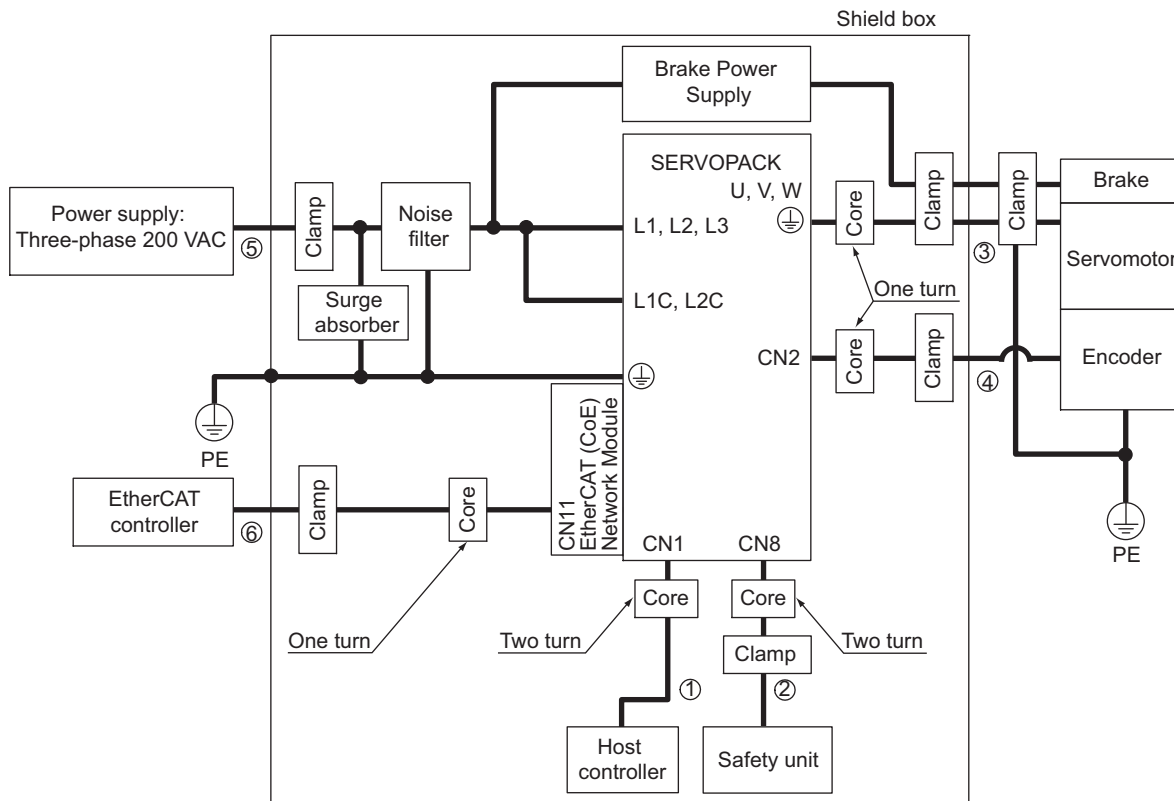 Shield box
Brake Power
Supply
SERVOPACK
U, V, W
Power supply:
Three-phase 200 VAC
⑤
Clamp
Noise
filter
L1, L2, L3
Core
Clamp
Clamp
Brake
③
Servomotor
Surge
absorber
L1C, L2C
One turn
CN2
Core
Clamp
④
Encoder
PE
EtherCAT
controller
⑥
Clamp
Core
CN11
EtherCAT (CoE)
Network Module
PE
CN1
CN8
Core
Core
One turn
Two turn
Two turn
Clamp
①
②
Host
controller
Safety unit